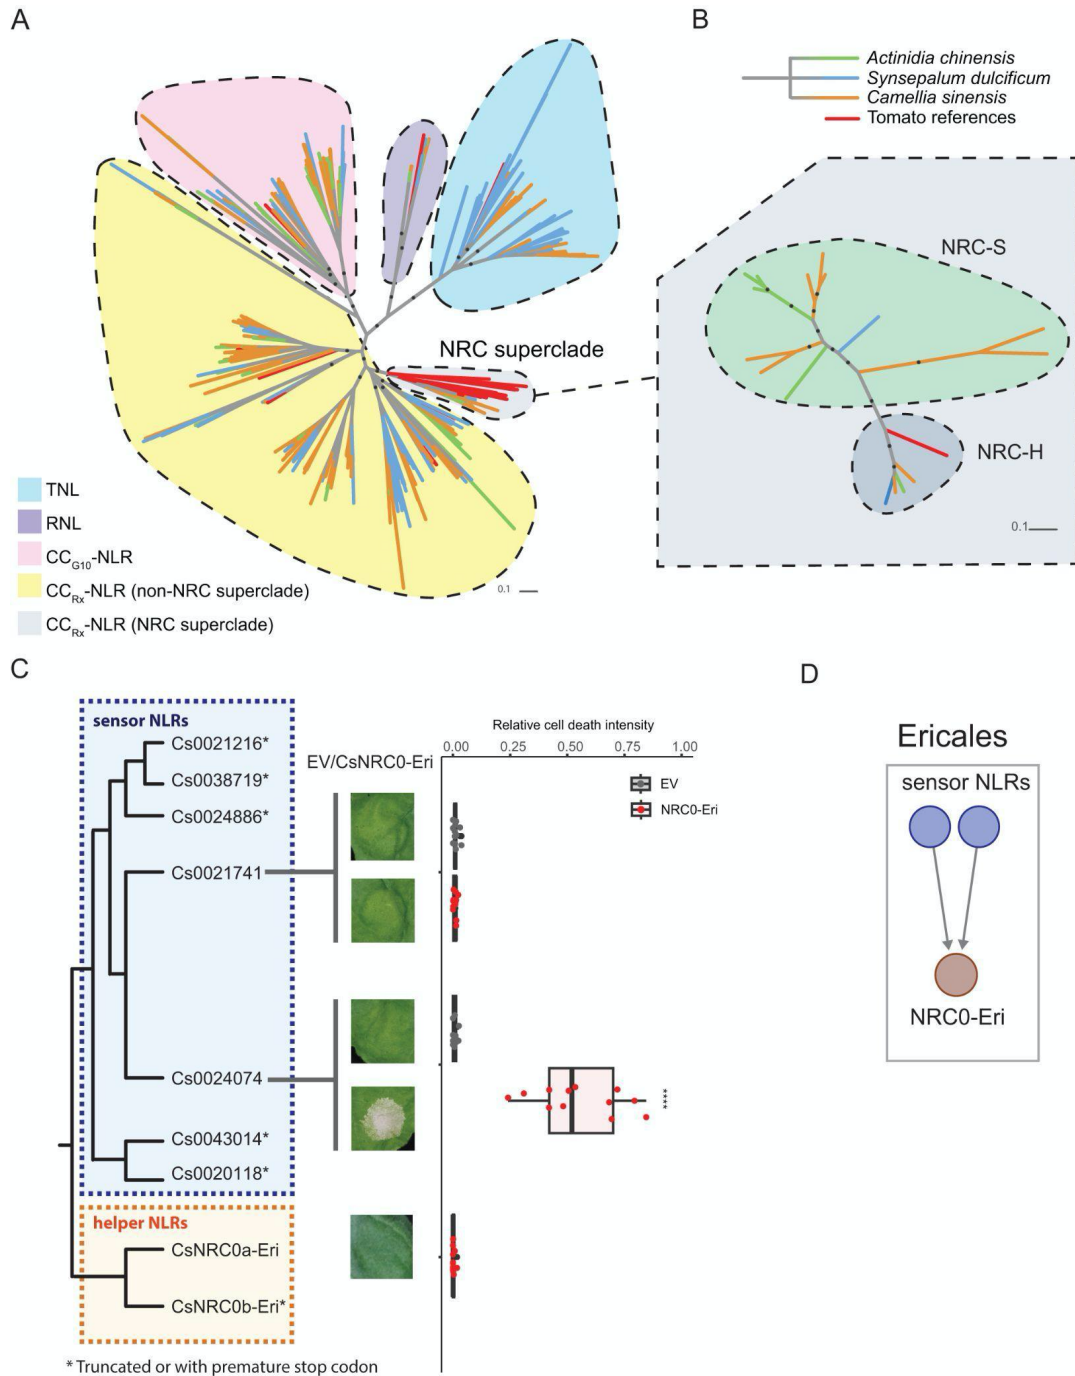 A
B
Actinidia chinensis
Synsepalum dulcificum
Camellia sinensis
Tomato references
NRC superclade
NRC-S
NRC-H
0.1
TNL
RNL
CCG10-NLR
CCRx-NLR (non-NRC superclade)
CCRx-NLR (NRC superclade)
0.1
C
sensor NLRs
Cs0021216*
Cs0038719*
Cs0024886*
Cs0021741
Cs0024074
Cs0043014*
Cs0020118*
helper NLRs
CsNRC0a-Eri
CsNRC0b-Eri*
* Truncated or with premature stop codon
EV/CsNRC0-Eri
Relative cell death intensity
0.00 0.25 0.50 0.75 1.00
EV
NRC0-Eri
****
D
Ericales
sensor NLRs
NRC0-Eri